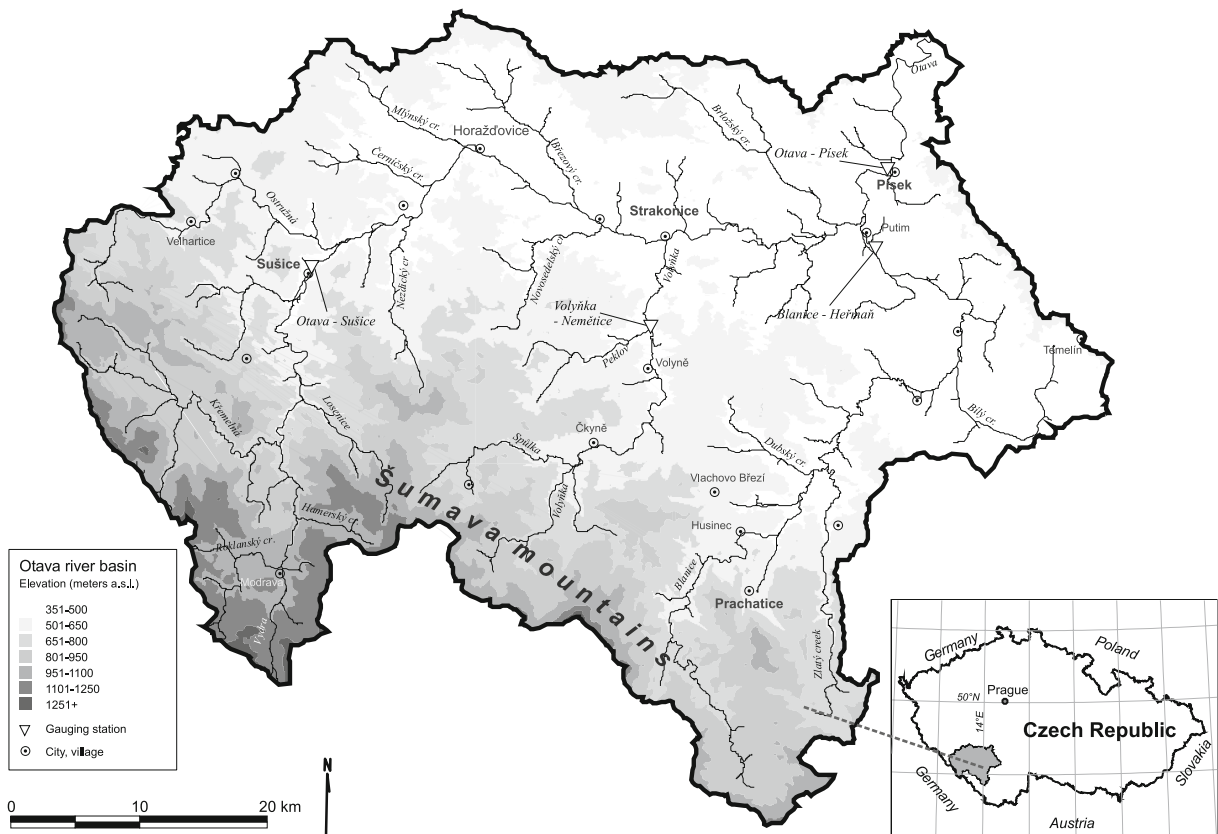 Otava
Mlýnský cr.
Horažďovice
Březový cr.
Brložský cr.
Otava - Písek
Černičský cr.
Písek
Ostružná
Strakonice
Velhartice
Putim
Sušice
Nezdický cr
Novosedelský cr.
Volyňka
Otava - Sušice
Volyňka
- Nemětice
Blanice - Heřmaň
Peklov
Volyně
Temelín
Křemelná
Losenice
Bílý cr.
Čkyně
Spůlka
Dubský cr.
Šumava mountains
Vlachovo Březí
Volyňka
Hamerský cr.
Husinec
Roklanský cr.
Modrava
Blanice
Prachatice
Vydra
Zlatý creek
Otava river basin
Elevation (meters a.s.l.)
351-500
501-650
651-800
801-950
951-1100
1101-1250
1251+
Gauging station
City, village
0 10 20 km
N
Germany
Poland
50°N
Prague
14°E
Czech Republic
Slovakia
Germany
Austria